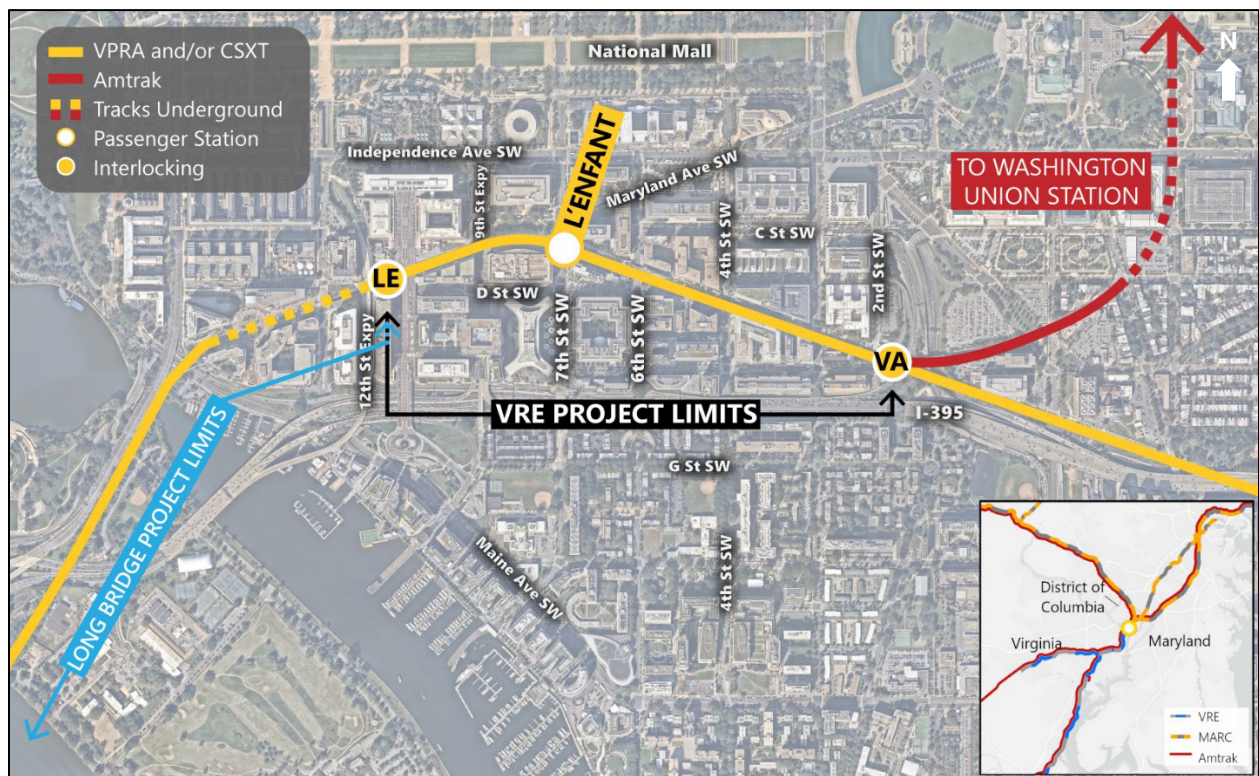 VPRA and/or CSXT
Amtrak
Tracks Underground
Passenger Station
Interlocking
National Mall
N
L'ENFANT
Independence Ave SW
Maryland Ave SW
TO WASHINGTON
UNION STATION
9th St Expy
4th St SW
C St SW
2nd St SW
LE
D St SW
7th St SW
6th St SW
12th St Expy
VA
VRE PROJECT LIMITS
I-395
LONG BRIDGE PROJECT LIMITS
G St SW
Maine Ave SW
4th St SW
District of
Columbia
Virginia
Maryland
VRE
MARC
Amtrak